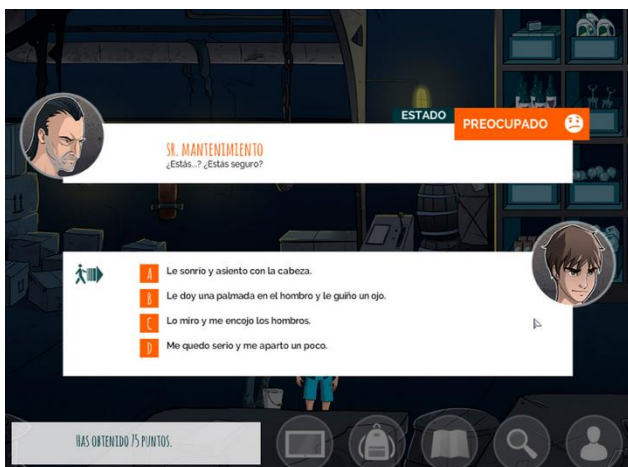 ESTADO
PREOCUPADO
SR. MANTENIMIENTO
¿Estás...? ¿Estás seguro?
A Le sonrío y asiento con la cabeza.
B Le doy una palmada en el hombro y le guiño un ojo.
C Lo miro y me encojo los hombros.
D Me quedo serio y me aparto un poco.
HAS OBTENIDO 75 PUNTOS.